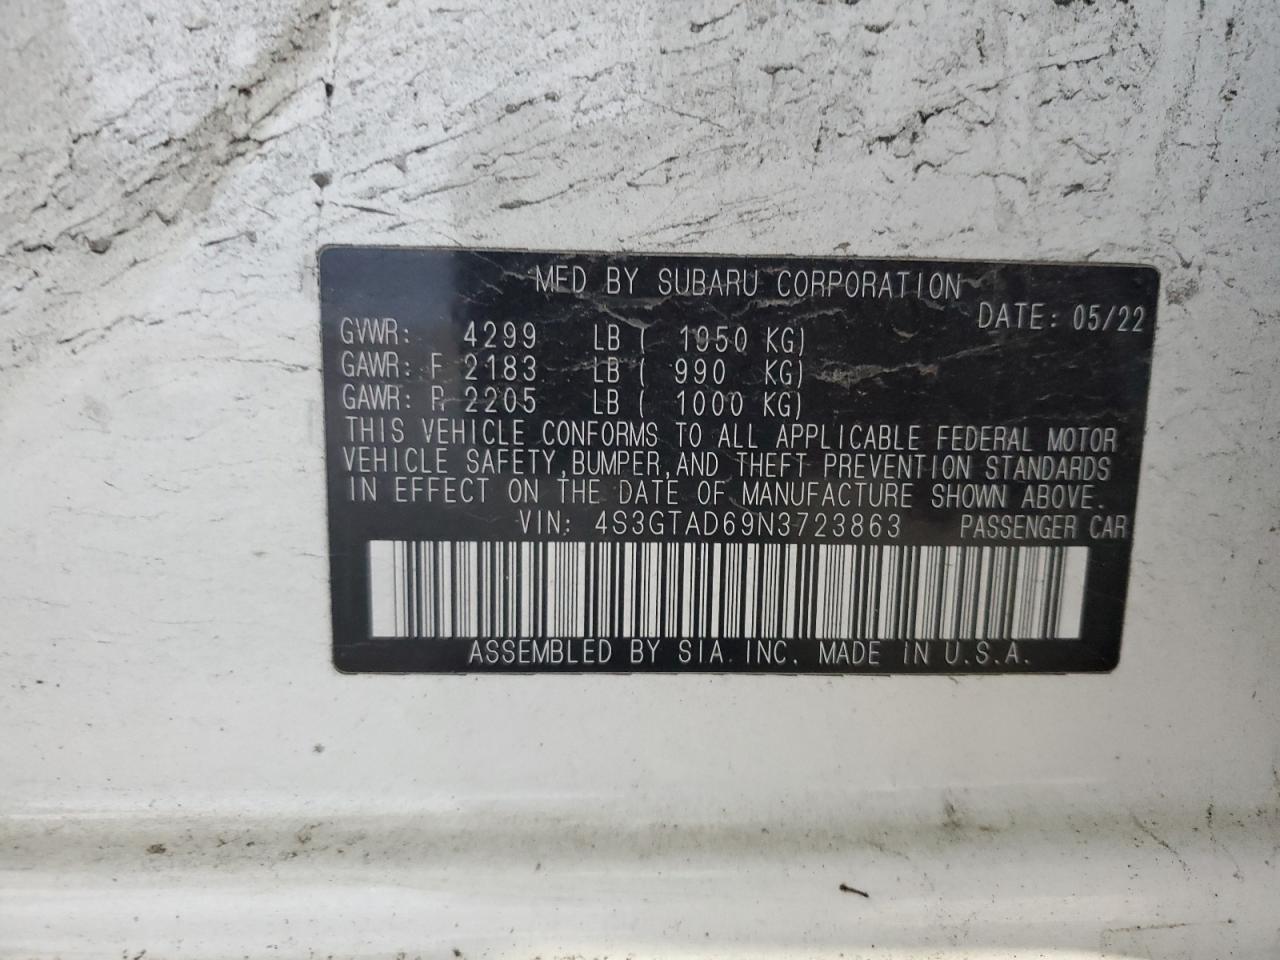 MFD BY SUBARU CORPORATION
DATE: 05/22
GVWR: 4299 LB ( 1950 KG)
GAWR: F 2183 LB ( 990 KG)
GAWR: R 2205 LB ( 1000 KG)
THIS VEHICLE CONFORMS TO ALL APPLICABLE FEDERAL MOTOR
VEHICLE SAFETY,BUMPER,AND THEFT PREVENTION STANDARDS
IN EFFECT ON THE DATE OF MANUFACTURE SHOWN ABOVE.
VIN: 4S3GTAD69N3723863 PASSENGER CAR
ASSEMBLED BY SIA.INC. MADE IN U.S.A.